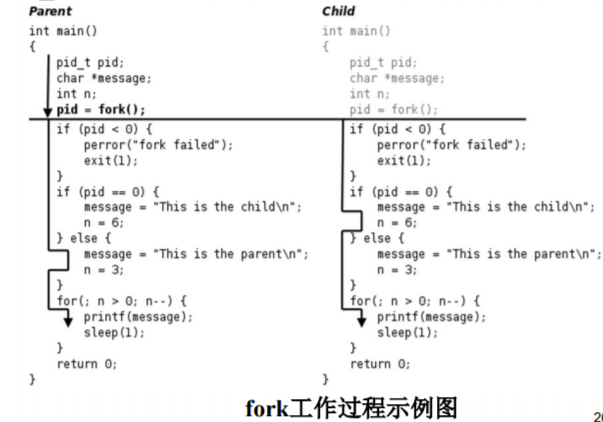 Parent
int main()
{
pid_t pid;
char *message;
int n;
pid = fork();
if (pid < 0) {
perror("fork failed");
exit(1);
}
if (pid == 0) {
message = "This is the child\n";
n = 6;
} else {
message = "This is the parent\n";
n = 3;
}
for(; n > 0; n--) {
printf(message);
sleep(1);
}
return 0;
}
Child
int main()
{
pid_t pid;
char *message;
int n;
pid = fork();
if (pid < 0) {
perror("fork failed");
exit(1);
}
if (pid == 0) {
message = "This is the child\n";
n = 6;
} else {
message = "This is the parent\n";
n = 3;
}
for(; n > 0; n--) {
printf(message);
sleep(1);
}
return 0;
}
fork工作过程示例图